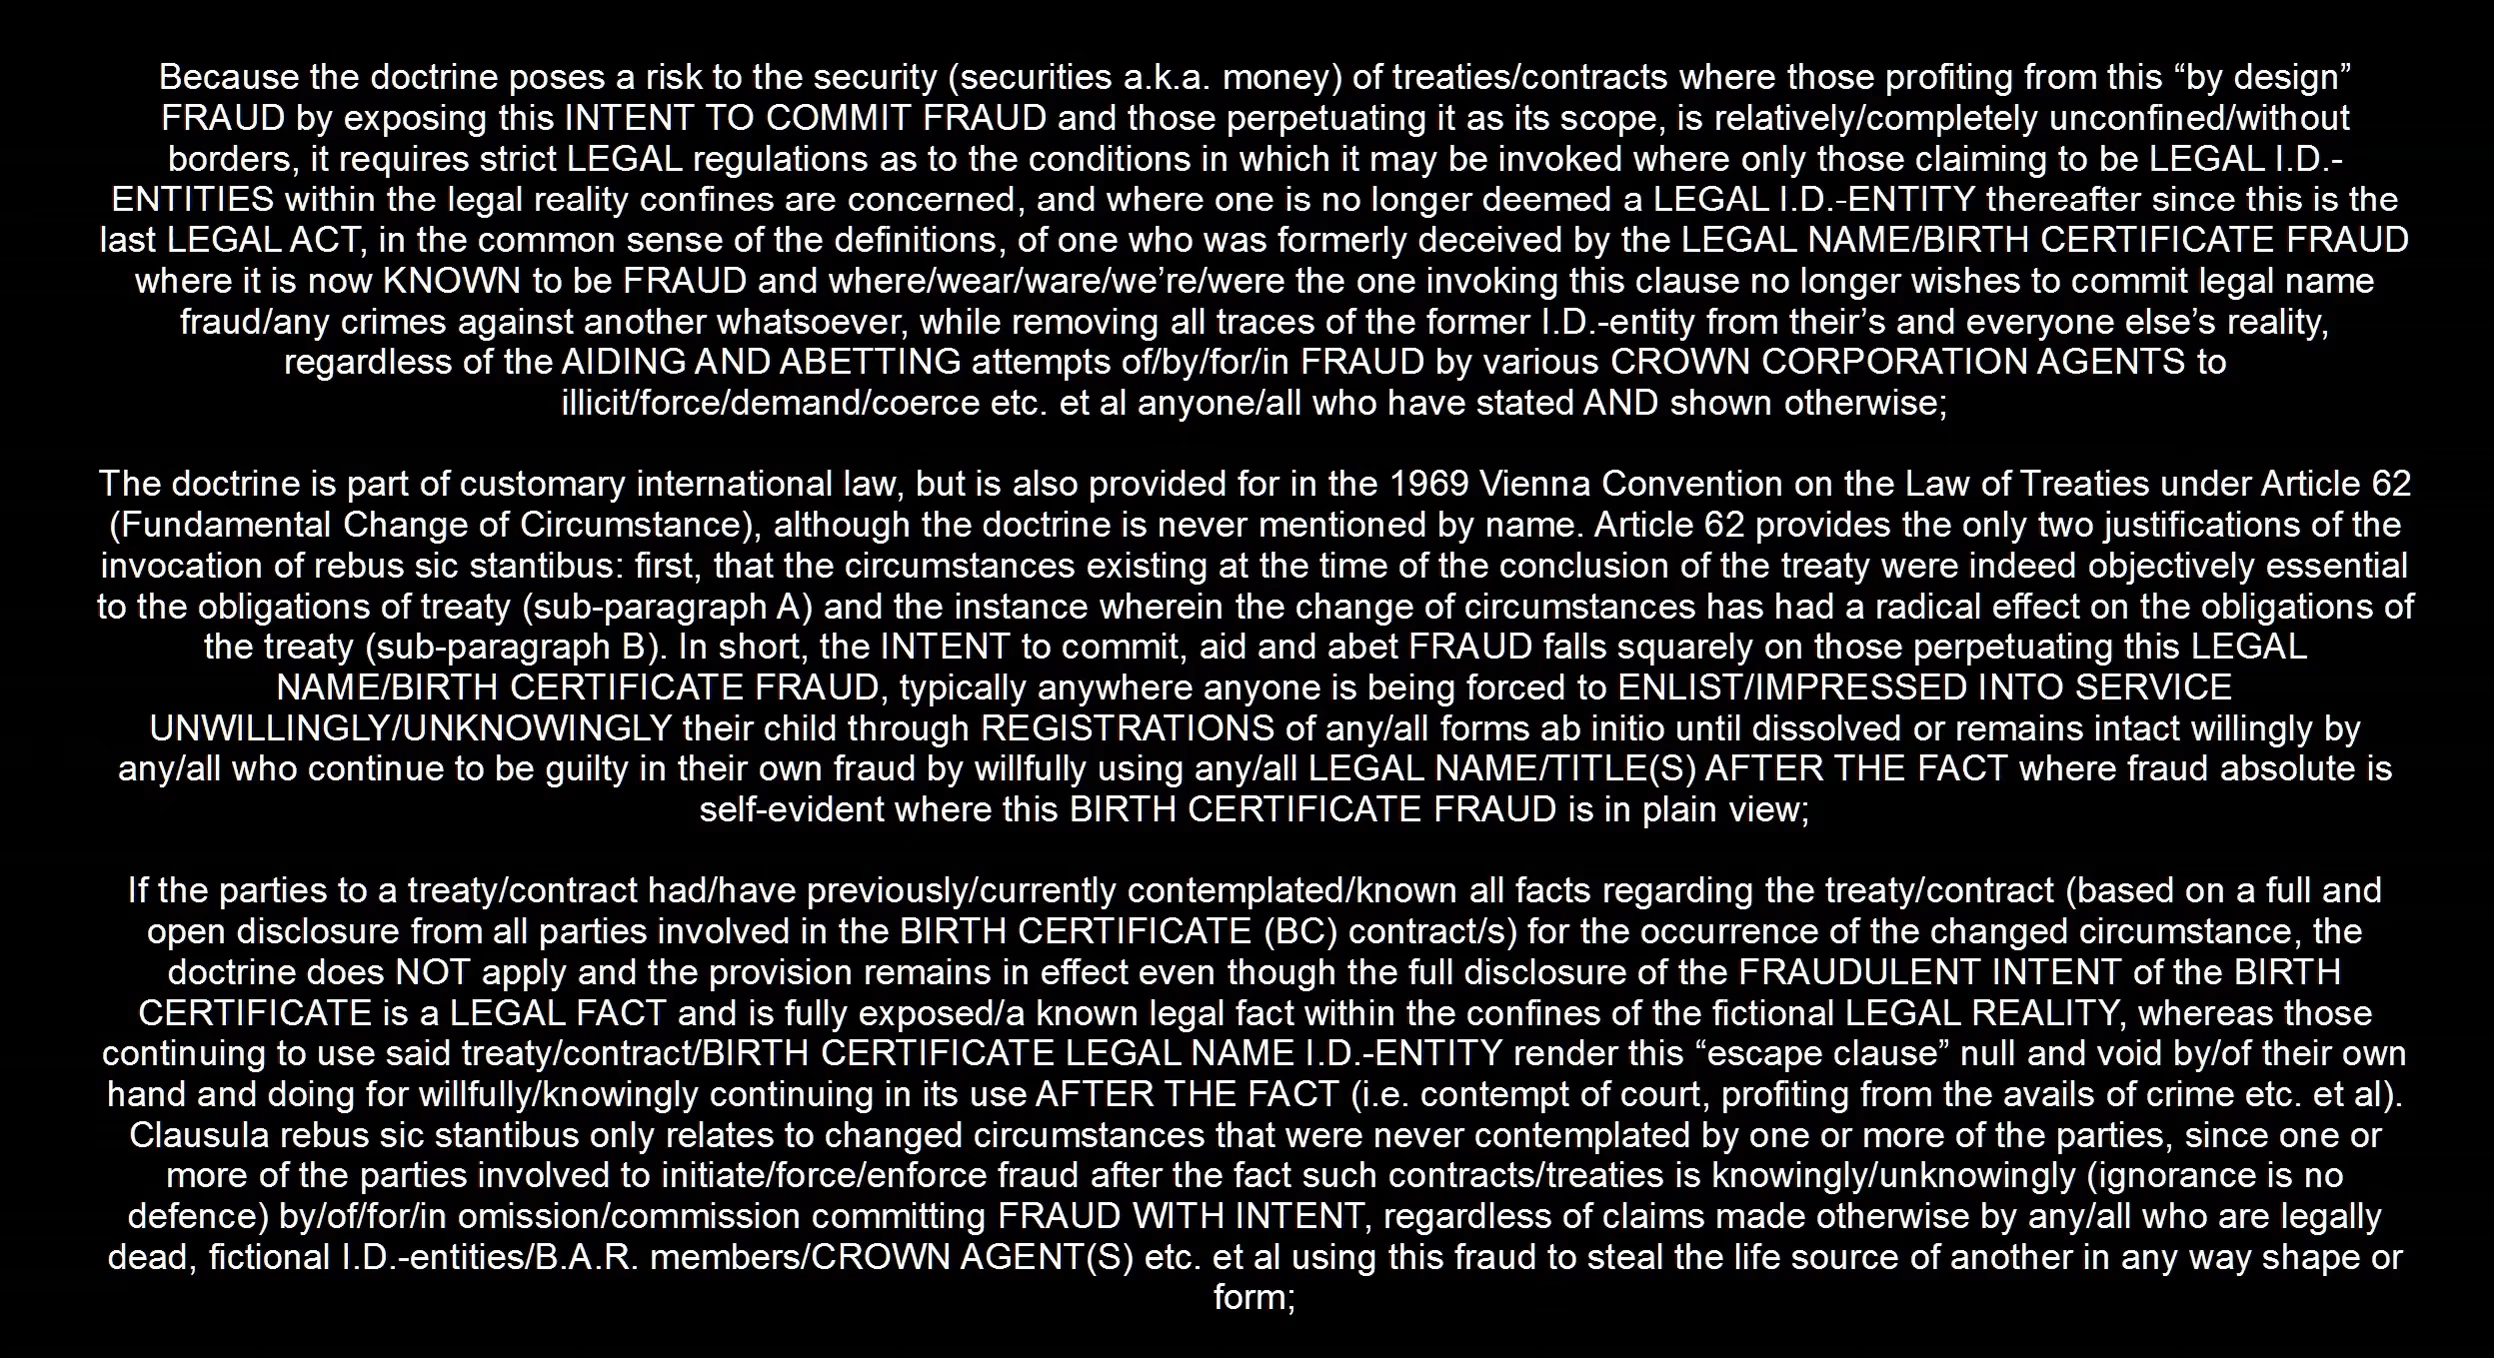 Because the doctrine poses a risk to the security (securities a.k.a. money) of treaties/contracts where those profiting from this “by design”
FRAUD by exposing this INTENT TO COMMIT FRAUD and those perpetuating it as its scope, is relatively/completely unconfined/without
borders, it requires strict LEGAL regulations as to the conditions in which it may be invoked where only those claiming to be LEGAL I.D.-
ENTITIES within the legal reality confines are concerned, and where one is no longer deemed a LEGAL I.D.-ENTITY thereafter since this is the
last LEGAL ACT, in the common sense of the definitions, of one who was formerly deceived by the LEGAL NAME/BIRTH CERTIFICATE FRAUD
where it is now KNOWN to be FRAUD and where/wear/ware/we’re/were the one invoking this clause no longer wishes to commit legal name
fraud/any crimes against another whatsoever, while removing all traces of the former I.D.-entity from their’s and everyone else’s reality,
regardless of the AIDING AND ABETTING attempts of/by/for/in FRAUD by various CROWN CORPORATION AGENTS to
illicit/force/demand/coerce etc. et al anyone/all who have stated AND shown otherwise;
The doctrine is part of customary international law, but is also provided for in the 1969 Vienna Convention on the Law of Treaties under Article 62
(Fundamental Change of Circumstance), although the doctrine is never mentioned by name. Article 62 provides the only two justifications of the
invocation of rebus sic stantibus: first, that the circumstances existing at the time of the conclusion of the treaty were indeed objectively essential
to the obligations of treaty (sub-paragraph A) and the instance wherein the change of circumstances has had a radical effect on the obligations of
the treaty (sub-paragraph B). In short, the INTENT to commit, aid and abet FRAUD falls squarely on those perpetuating this LEGAL
NAME/BIRTH CERTIFICATE FRAUD, typically anywhere anyone is being forced to ENLIST/IMPRESSED INTO SERVICE
UNWILLINGLY/UNKNOWINGLY their child through REGISTRATIONS of any/all forms ab initio until dissolved or remains intact willingly by
any/all who continue to be guilty in their own fraud by willfully using any/all LEGAL NAME/TITLE(S) AFTER THE FACT where fraud absolute is
self-evident where this BIRTH CERTIFICATE FRAUD is in plain view;
If the parties to a treaty/contract had/have previously/currently contemplated/known all facts regarding the treaty/contract (based on a full and
open disclosure from all parties involved in the BIRTH CERTIFICATE (BC) contract/s) for the occurrence of the changed circumstance, the
doctrine does NOT apply and the provision remains in effect even though the full disclosure of the FRAUDULENT INTENT of the BIRTH
CERTIFICATE is a LEGAL FACT and is fully exposed/a known legal fact within the confines of the fictional LEGAL REALITY, whereas those
continuing to use said treaty/contract/BIRTH CERTIFICATE LEGAL NAME I.D.-ENTITY render this “escape clause” null and void by/of their own
hand and doing for willfully/knowingly continuing in its use AFTER THE FACT (i.e. contempt of court, profiting from the avails of crime etc. et al).
Clausula rebus sic stantibus only relates to changed circumstances that were never contemplated by one or more of the parties, since one or
more of the parties involved to initiate/force/enforce fraud after the fact such contracts/treaties is knowingly/unknowingly (ignorance is no
defence) by/of/for/in omission/commission committing FRAUD WITH INTENT, regardless of claims made otherwise by any/all who are legally
dead, fictional I.D.-entities/B.A.R. members/CROWN AGENT(S) etc. et al using this fraud to steal the life source of another in any way shape or
form;